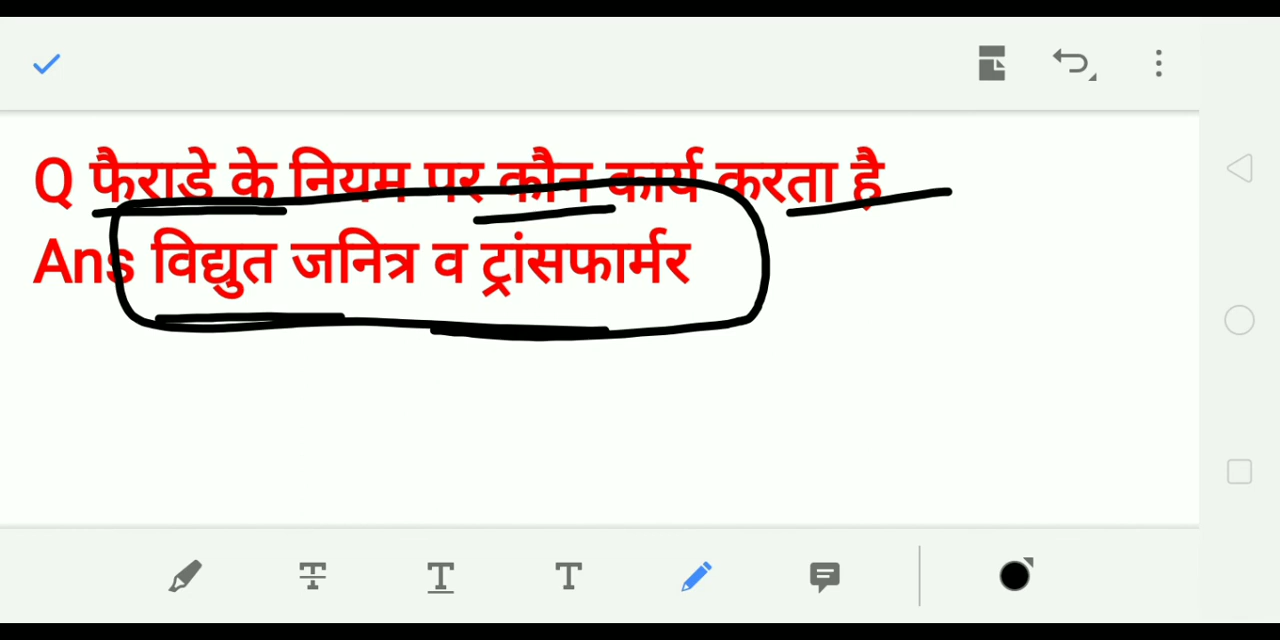 Q फैराडे के नियम पर कौन कार्य करता है
Ans विद्युत जनित्र व ट्रांसफार्मर